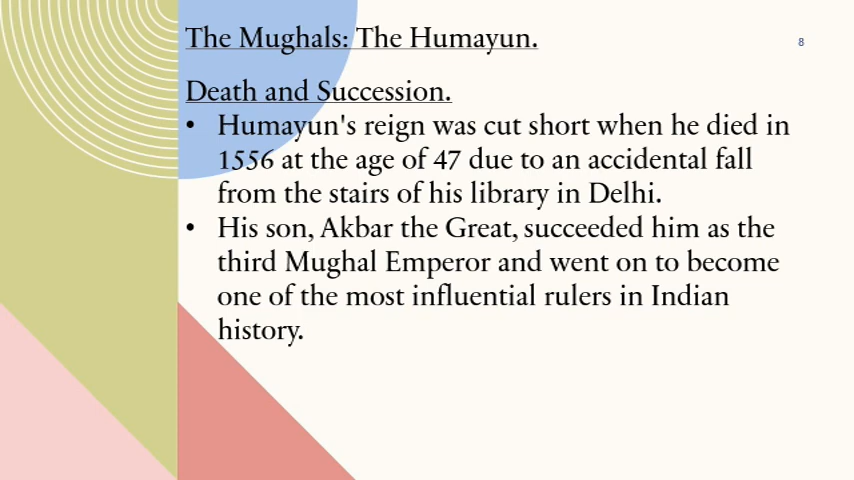 The Mughals: The Humayun.
8
Death and Succession.
• Humayun's reign was cut short when he died in
1556 at the age of 47 due to an accidental fall
from the stairs of his library in Delhi.
• His son, Akbar the Great, succeeded him as the
third Mughal Emperor and went on to become
one of the most influential rulers in Indian
history.